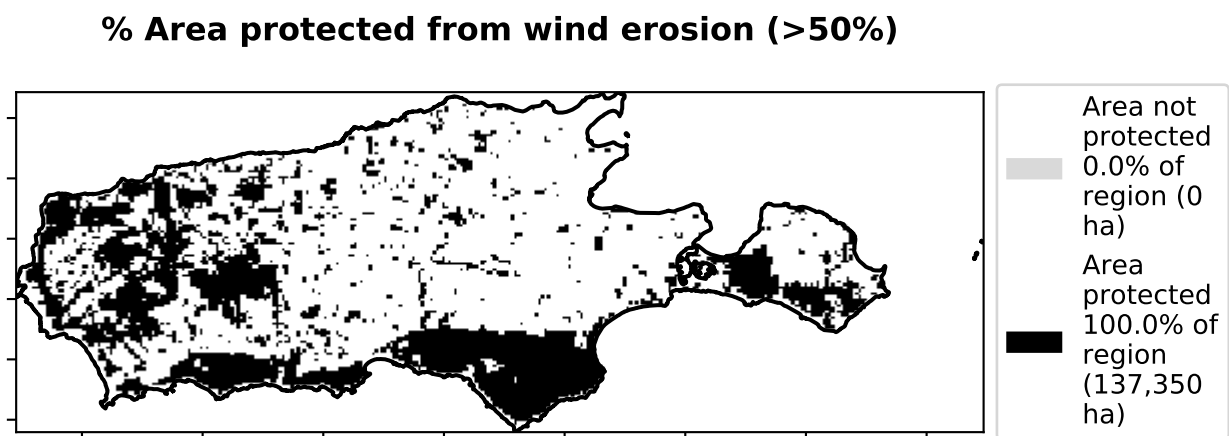 % Area protected from wind erosion (>50%)
Area not
protected
0.0% of
region (0
ha)
Area
protected
100.0% of
region
(137,350
ha)